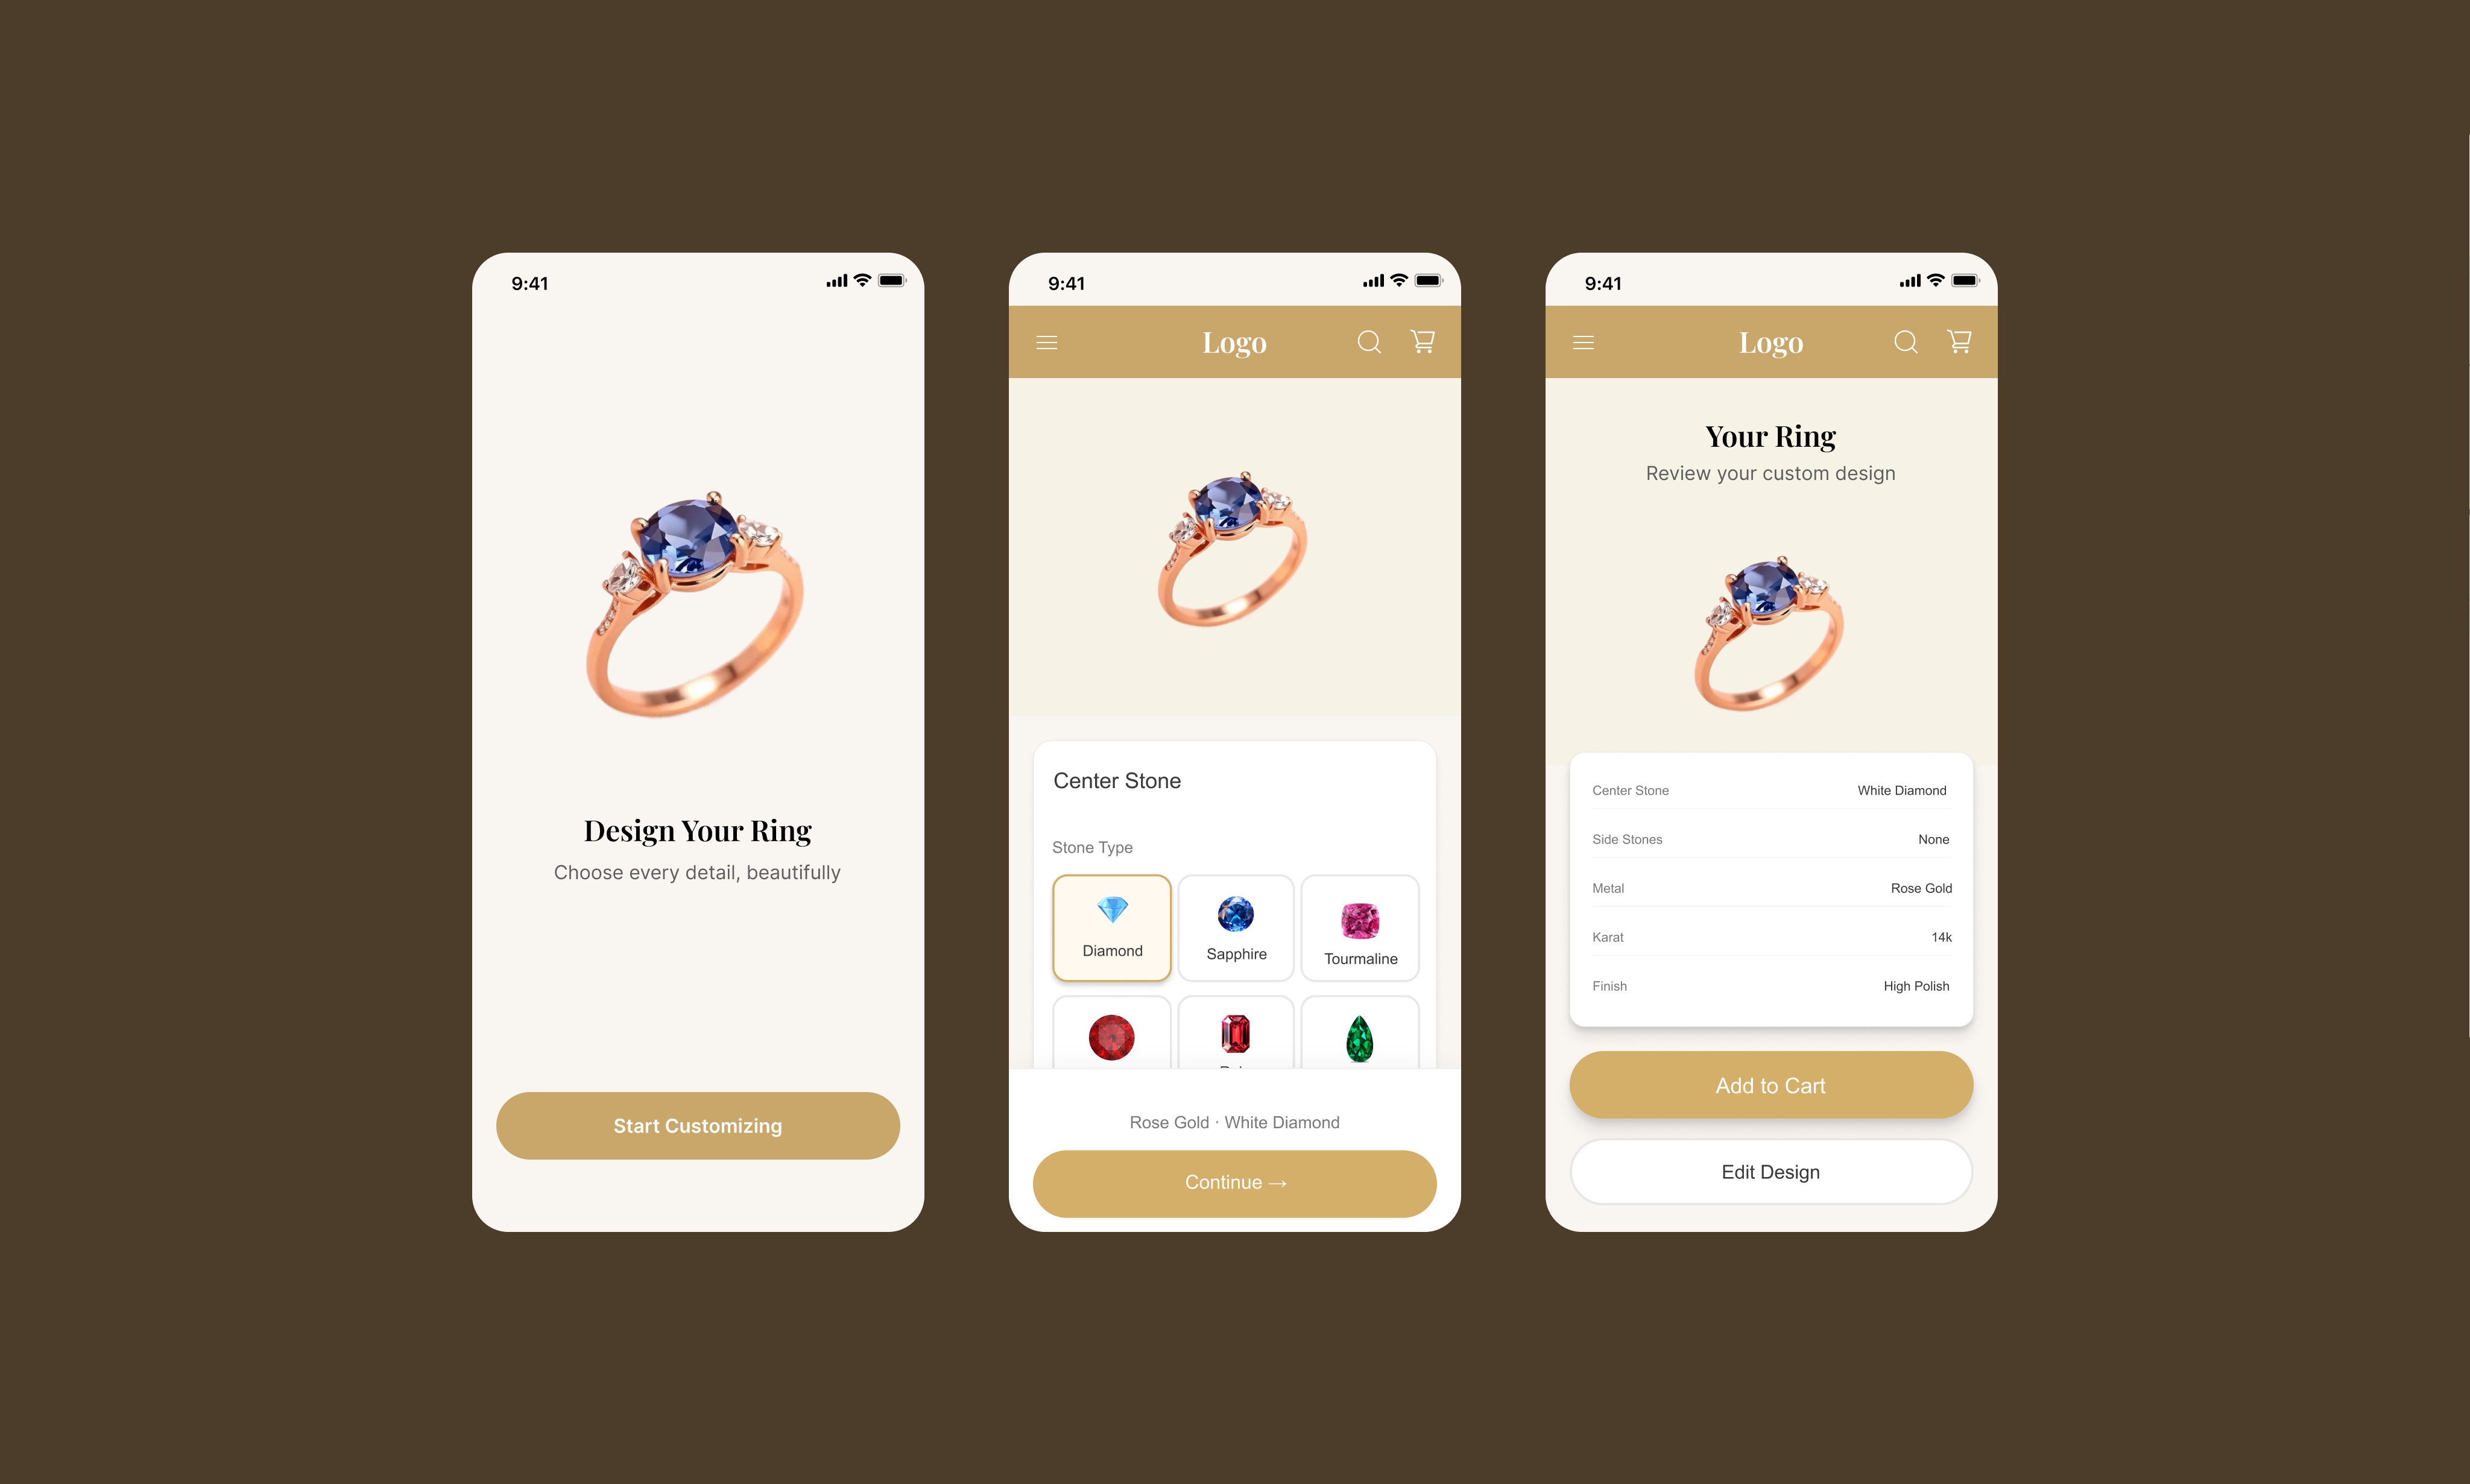 9:41
Design Your Ring
Choose every detail, beautifully
Start Customizing
9:41
Logo
Center Stone
Stone Type
Diamond
Sapphire
Tourmaline
Rose Gold · White Diamond
Continue →
9:41
Logo
Your Ring
Review your custom design
Center Stone White Diamond
Side Stones None
Metal Rose Gold
Karat 14k
Finish High Polish
Add to Cart
Edit Design